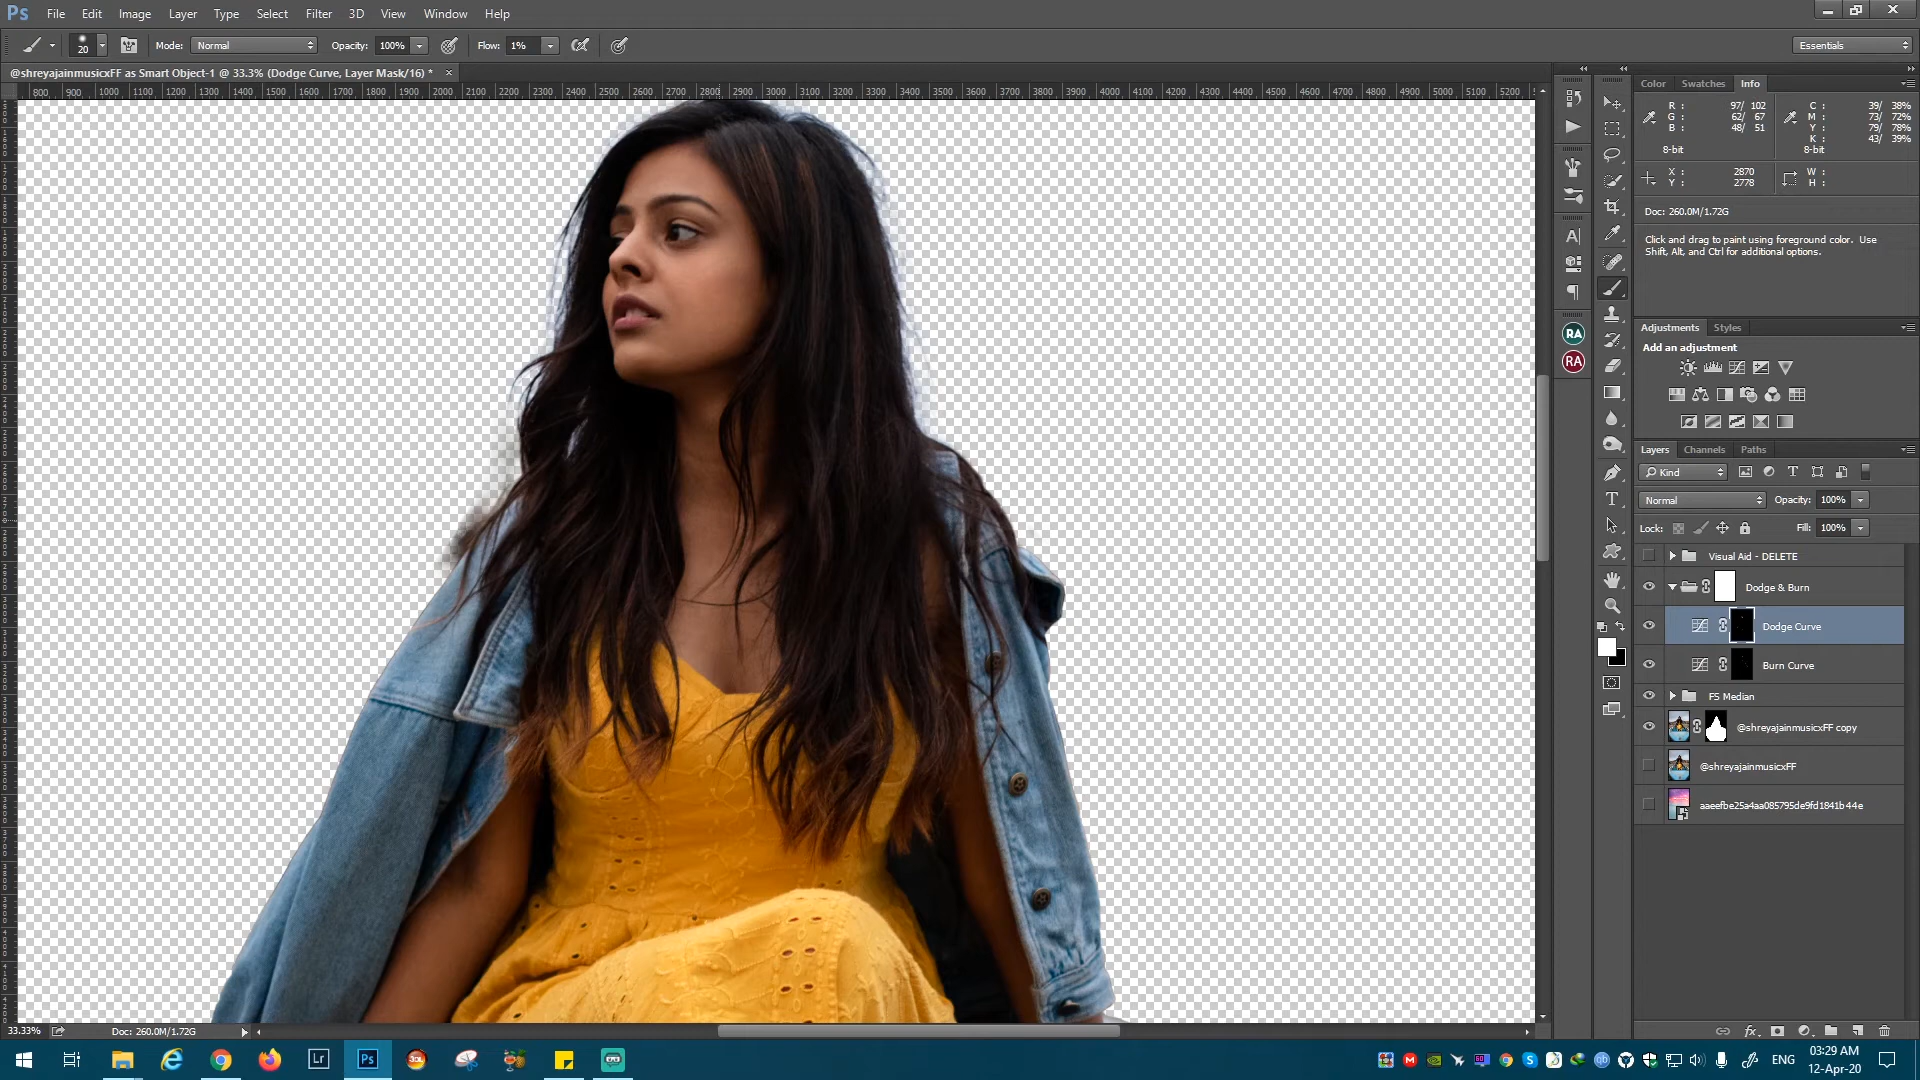 Ps File Edit Image Layer Type Select Filter 3D View Window Help
20 Mode: Normal Opacity: 100% Flow: 1% Essentials
@shreyajainmusicxFF as Smart Object-1 @ 33.3% (Dodge Curve, Layer Mask/16) * ×
800 900 1000 1100 1200 1300 1400 1500 1600 1700 1800 1900 2000 2100 2200 2300 2400 2500 2600 2700 2800 2900 3000 3100 3200 3300 3400 3500 3600 3700 3800 3900 4000 4100 4200 4300 4400 4500 4600 4700 4800 4900 5000 5100 5200
Color Swatches Info
R : 97/ 102 C : 39/ 38%
G : 62/ 67 M : 73/ 72%
B : 48/ 51 Y : 79/ 78%
K : 43/ 39%
8-bit 8-bit
X : 2870 W :
Y : 2778 H :
Doc: 260.0M/1.72G
Click and drag to paint using foreground color. Use
Shift, Alt, and Ctrl for additional options.
Adjustments Styles
Add an adjustment
RA
RA
Layers Channels Paths
Kind
Normal Opacity: 100%
Lock: Fill: 100%
Visual Aid - DELETE
Dodge & Burn
Dodge Curve
Burn Curve
FS Median
@shreyajainmusicxFF copy
@shreyajainmusicxFF
aaeefbe25a4aa085795de9fd1841b44e
33.33% Doc: 260.0M/1.72G
Lr Ps ENG 03:29 AM
12-Apr-20